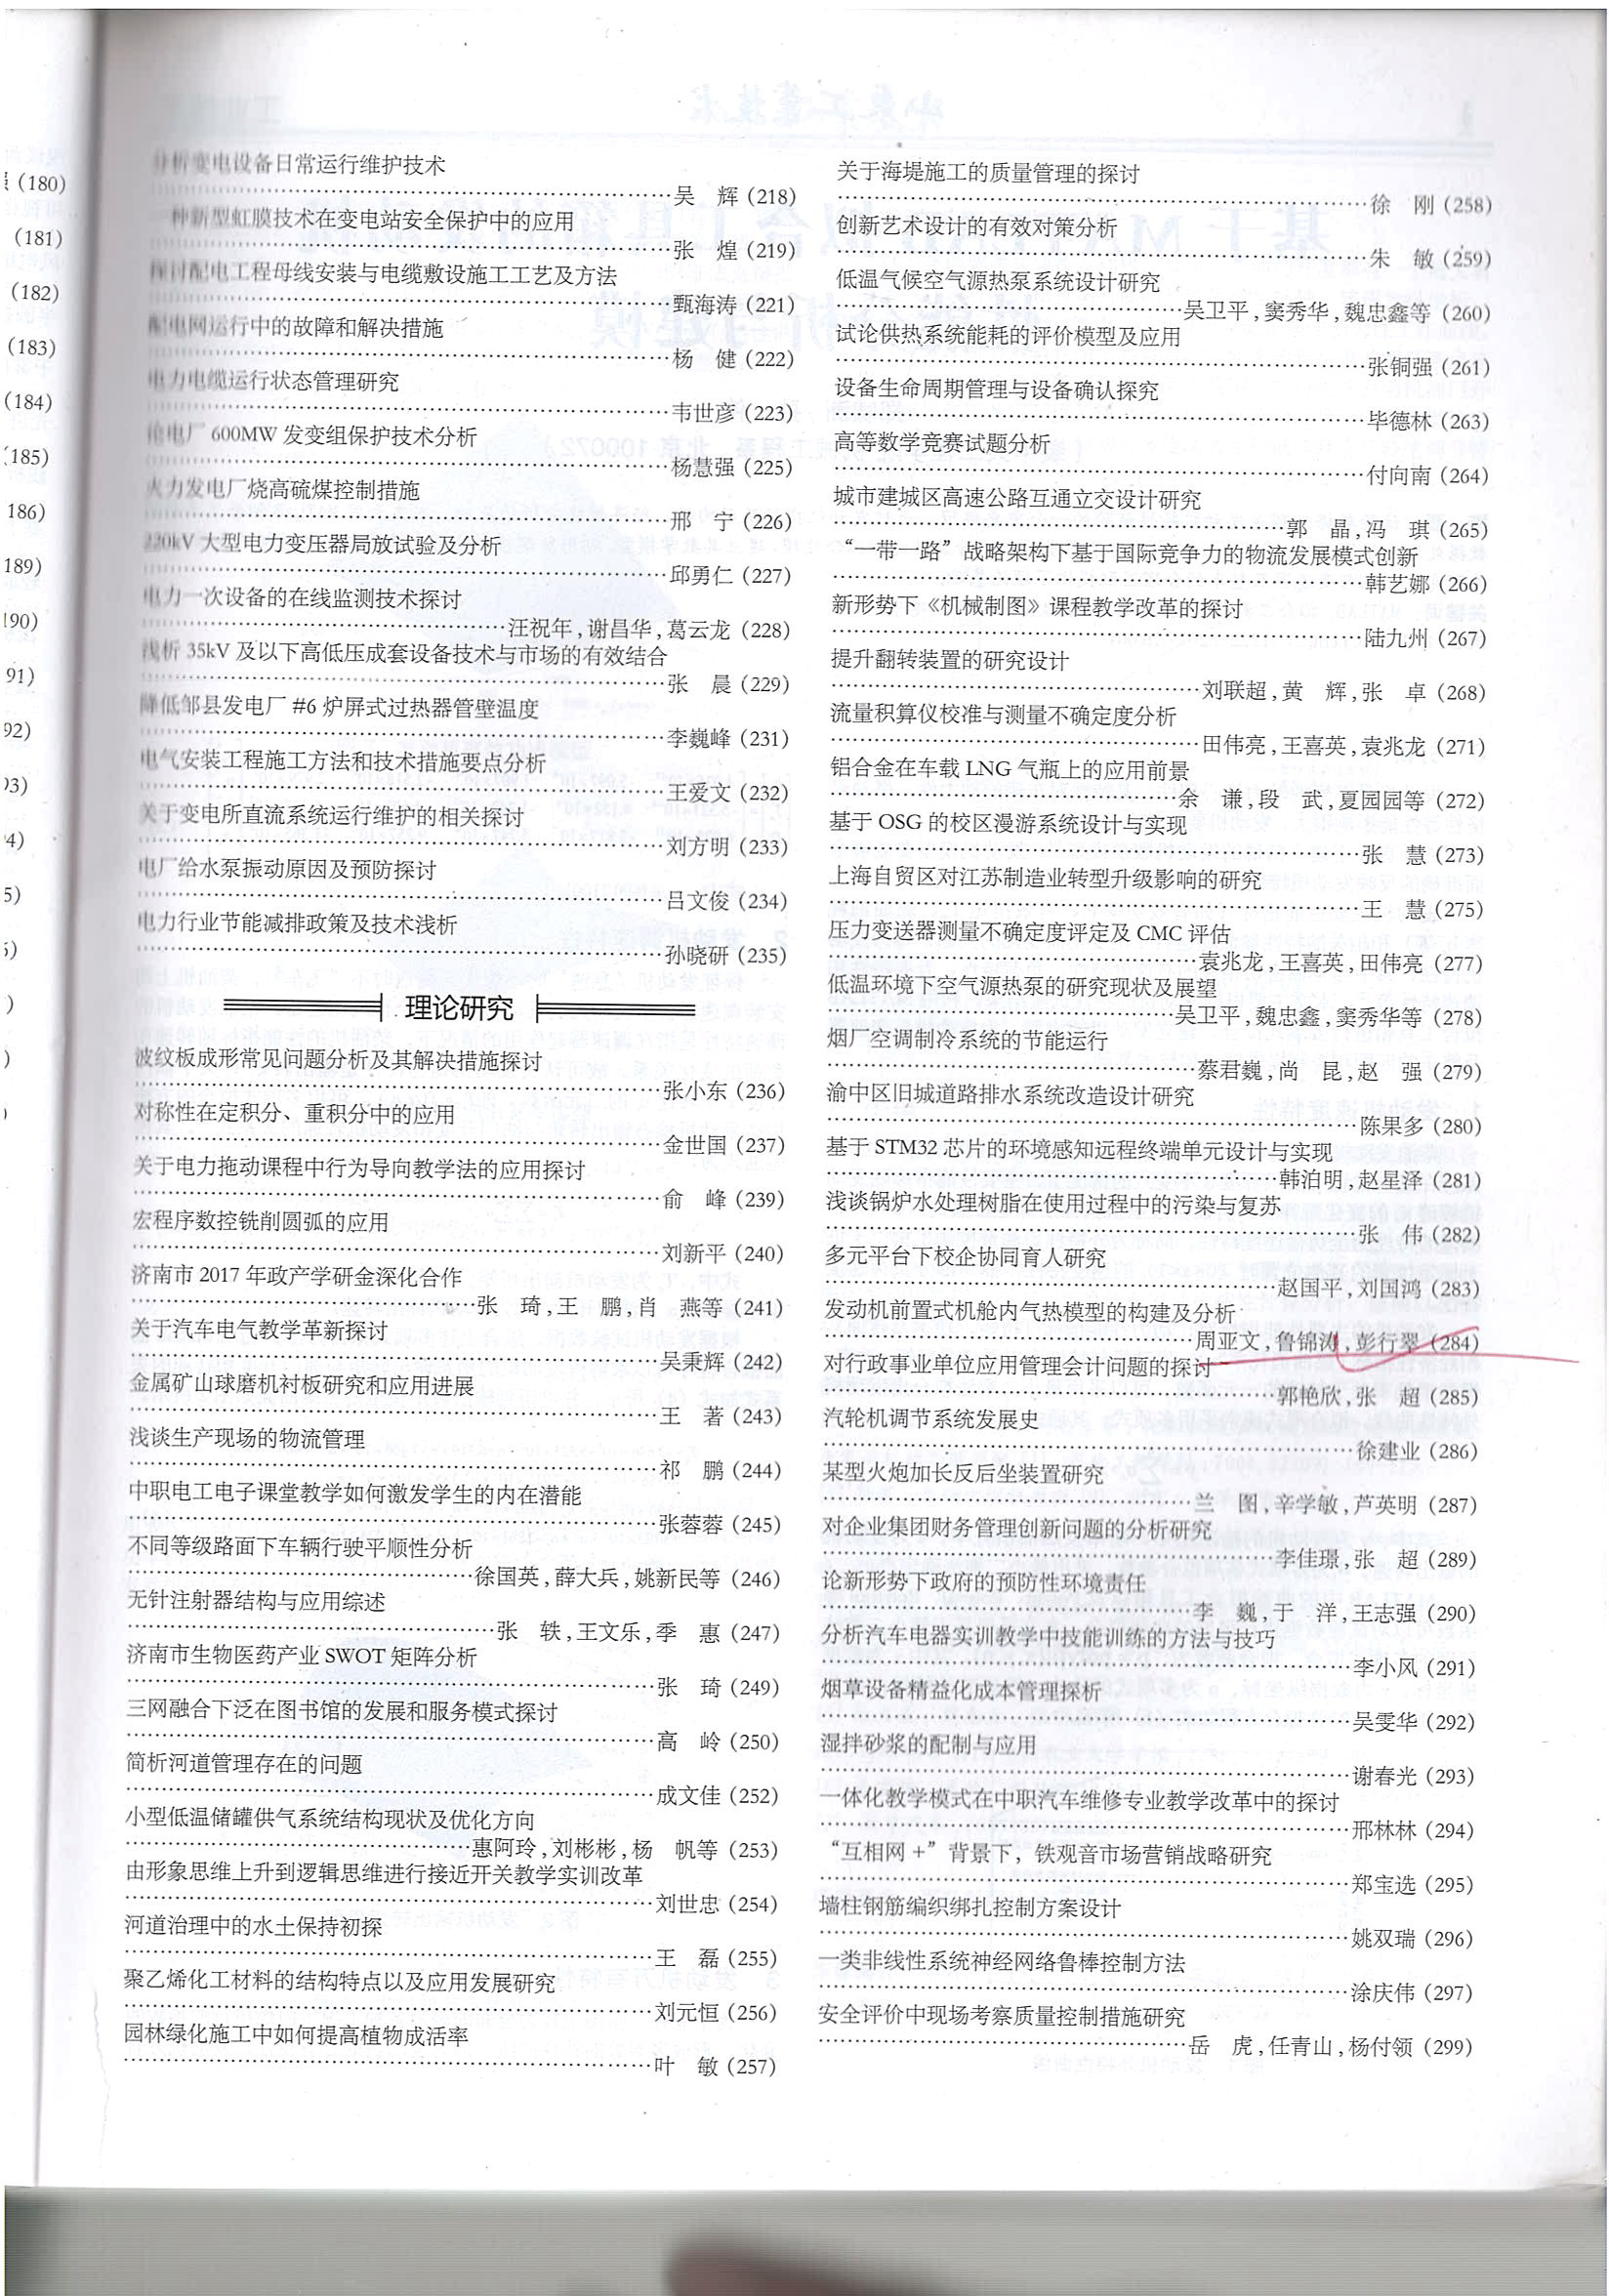 (180)
(181)
(182)
(183)
(184)
(185)
186)
189)
190)
91)
92)
93)
4)
5)
5)
)
)
)
分析变电设备日常运行维护技术
吴　辉 (218)
一种新型虹膜技术在变电站安全保护中的应用
张　煌 (219)
探讨配电工程母线安装与电缆敷设施工工艺及方法
甄海涛 (221)
配电网运行中的故障和解决措施
杨　健 (222)
电力电缆运行状态管理研究
韦世彦 (223)
电厂 600MW 发变组保护技术分析
杨慧强 (225)
火力发电厂烧高硫煤控制措施
邢　宁 (226)
220kV 大型电力变压器局放试验及分析
邱勇仁 (227)
电力一次设备的在线监测技术探讨
汪祝年,谢昌华,葛云龙 (228)
浅析 35kV 及以下高低压成套设备技术与市场的有效结合
张　晨 (229)
降低邹县发电厂 #6 炉屏式过热器管壁温度
李巍峰 (231)
电气安装工程施工方法和技术措施要点分析
王爱文 (232)
关于变电所直流系统运行维护的相关探讨
刘方明 (233)
电厂给水泵振动原因及预防探讨
吕文俊 (234)
电力行业节能减排政策及技术浅析
孙晓研 (235)
理论研究
波纹板成形常见问题分析及其解决措施探讨
张小东 (236)
对称性在定积分、重积分中的应用
金世国 (237)
关于电力拖动课程中行为导向教学法的应用探讨
俞　峰 (239)
宏程序数控铣削圆弧的应用
刘新平 (240)
济南市 2017 年政产学研金深化合作
张　琦,王　鹏,肖　燕等 (241)
关于汽车电气教学革新探讨
吴秉辉 (242)
金属矿山球磨机衬板研究和应用进展
王　著 (243)
浅谈生产现场的物流管理
祁　鹏 (244)
中职电工电子课堂教学如何激发学生的内在潜能
张蓉蓉 (245)
不同等级路面下车辆行驶平顺性分析
徐国英,薛大兵,姚新民等 (246)
无针注射器结构与应用综述
张　轶,王文乐,季　惠 (247)
济南市生物医药产业 SWOT 矩阵分析
张　琦 (249)
三网融合下泛在图书馆的发展和服务模式探讨
高　岭 (250)
简析河道管理存在的问题
成文佳 (252)
小型低温储罐供气系统结构现状及优化方向
惠阿玲,刘彬彬,杨　帆等 (253)
由形象思维上升到逻辑思维进行接近开关教学实训改革
刘世忠 (254)
河道治理中的水土保持初探
王　磊 (255)
聚乙烯化工材料的结构特点以及应用发展研究
刘元恒 (256)
园林绿化施工中如何提高植物成活率
叶　敏 (257)
关于海堤施工的质量管理的探讨
徐　刚 (258)
创新艺术设计的有效对策分析
朱　敏 (259)
低温气候空气源热泵系统设计研究
吴卫平,窦秀华,魏忠鑫等 (260)
试论供热系统能耗的评价模型及应用
张铜强 (261)
设备生命周期管理与设备确认探究
毕德林 (263)
高等数学竞赛试题分析
付向南 (264)
城市建城区高速公路互通立交设计研究
郭　晶,冯　琪 (265)
“一带一路”战略架构下基于国际竞争力的物流发展模式创新
韩艺娜 (266)
新形势下《机械制图》课程教学改革的探讨
陆九州 (267)
提升翻转装置的研究设计
刘联超,黄　辉,张　卓 (268)
流量积算仪校准与测量不确定度分析
田伟亮,王喜英,袁兆龙 (271)
铝合金在车载 LNG 气瓶上的应用前景
余　谦,段　武,夏园园等 (272)
基于 OSG 的校区漫游系统设计与实现
张　慧 (273)
上海自贸区对江苏制造业转型升级影响的研究
王　慧 (275)
压力变送器测量不确定度评定及 CMC 评估
袁兆龙,王喜英,田伟亮 (277)
低温环境下空气源热泵的研究现状及展望
吴卫平,魏忠鑫,窦秀华等 (278)
烟厂空调制冷系统的节能运行
蔡君巍,尚　昆,赵　强 (279)
渝中区旧城道路排水系统改造设计研究
陈果多 (280)
基于 STM32 芯片的环境感知远程终端单元设计与实现
韩泊明,赵星泽 (281)
浅谈锅炉水处理树脂在使用过程中的污染与复苏
张　伟 (282)
多元平台下校企协同育人研究
赵国平,刘国鸿 (283)
发动机前置式机舱内气热模型的构建及分析
周亚文,鲁锦涛,彭行翠 (284)
对行政事业单位应用管理会计问题的探讨
郭艳欣,张　超 (285)
汽轮机调节系统发展史
徐建业 (286)
某型火炮加长反后坐装置研究
兰　图,辛学敏,芦英明 (287)
对企业集团财务管理创新问题的分析研究
李佳璟,张　超 (289)
论新形势下政府的预防性环境责任
李　巍,于　洋,王志强 (290)
分析汽车电器实训教学中技能训练的方法与技巧
李小风 (291)
烟草设备精益化成本管理探析
吴雯华 (292)
湿拌砂浆的配制与应用
谢春光 (293)
一体化教学模式在中职汽车维修专业教学改革中的探讨
邢林林 (294)
“互相网 +”背景下，铁观音市场营销战略研究
郑宝选 (295)
墙柱钢筋编织绑扎控制方案设计
姚双瑞 (296)
一类非线性系统神经网络鲁棒控制方法
涂庆伟 (297)
安全评价中现场考察质量控制措施研究
岳　虎,任青山,杨付领 (299)